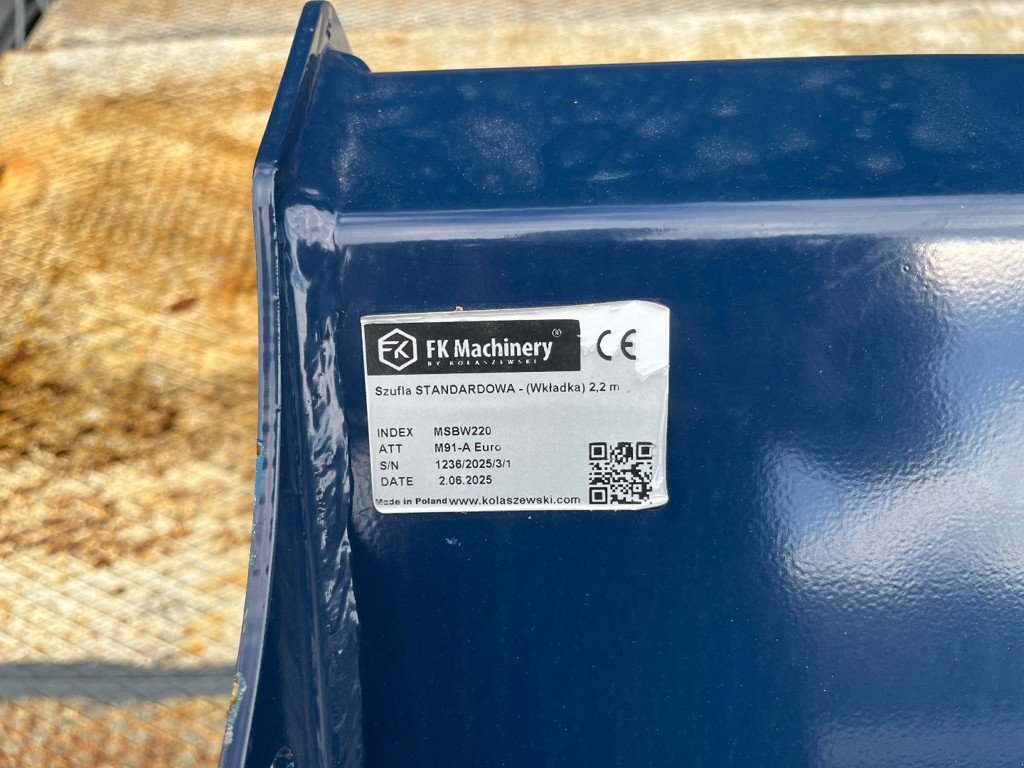 FK FK Machinery ®
BY KOLASZEWSKI
CE
Szufla STANDARDOWA - (Wkładka) 2,2 m
INDEX MSBW220
ATT M91-A Euro
S/N 1236/2025/3/1
DATE 2.06.2025
Made in Poland www.kolaszewski.com